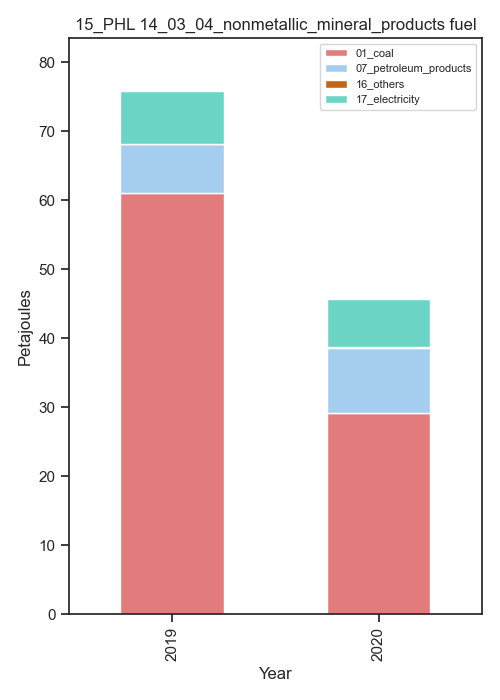 15_PHL 14_03_04_nonmetallic_mineral_products fuel
01_coal
07_petroleum_products
16_others
17_electricity
Petajoules
80
70
60
50
40
30
20
10
0
2019
2020
Year